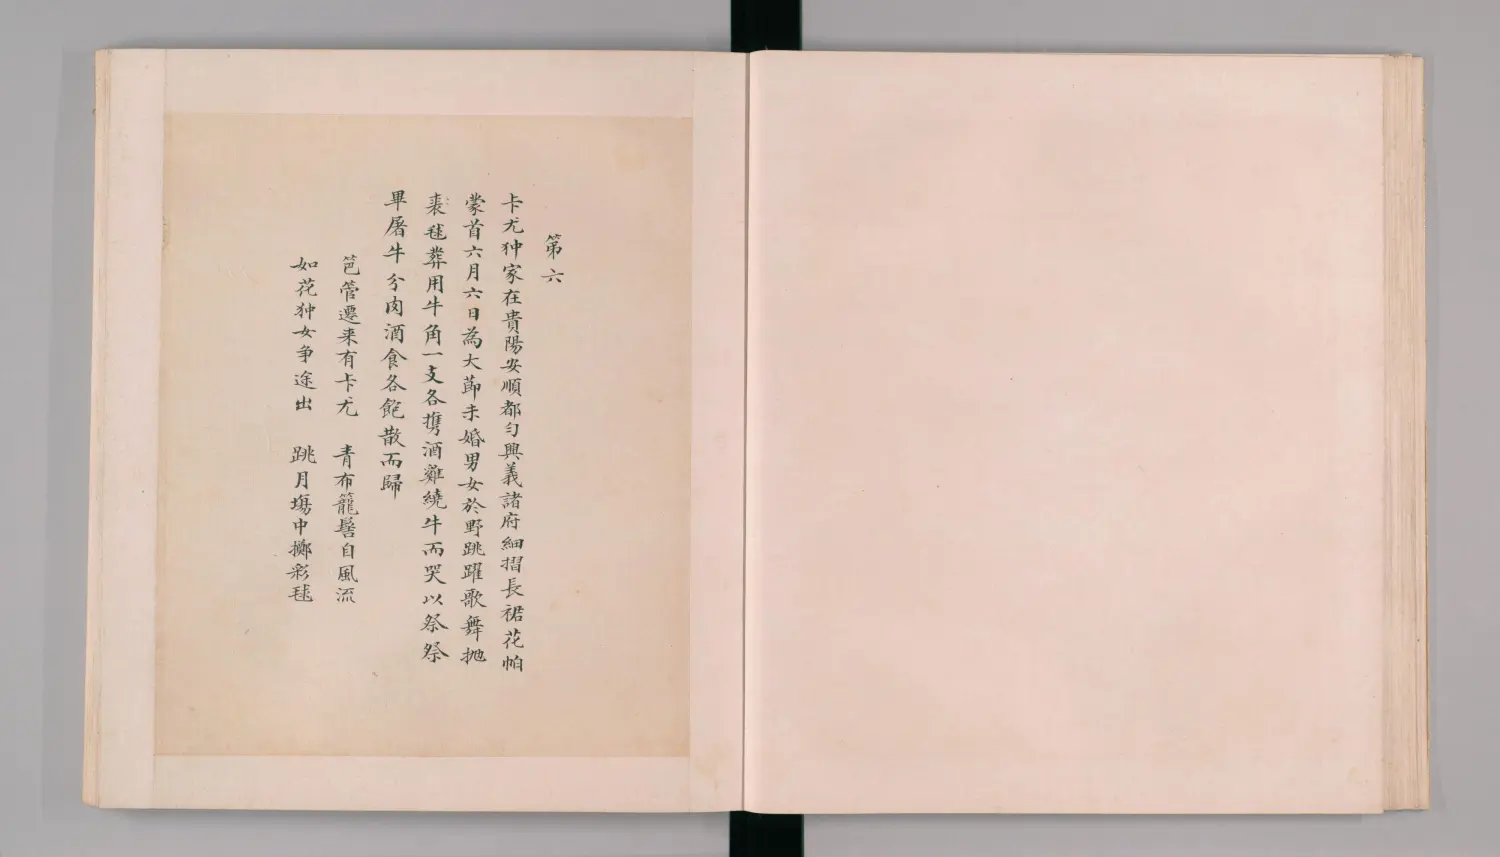 第六
卡尤狆家在貴陽安順都勻興義諸府細摺長裙花帕
蒙首六月六日為大節未婚男女於野跳躍歌舞拋
毬葬用牛角一支各携酒雞繞牛而哭以祭祭
畢屠牛分肉酒食各飽散而歸
笆管遷来有卡尤 青布籠髻自風流
如花狆女争途出 跳月塲中擲彩毬